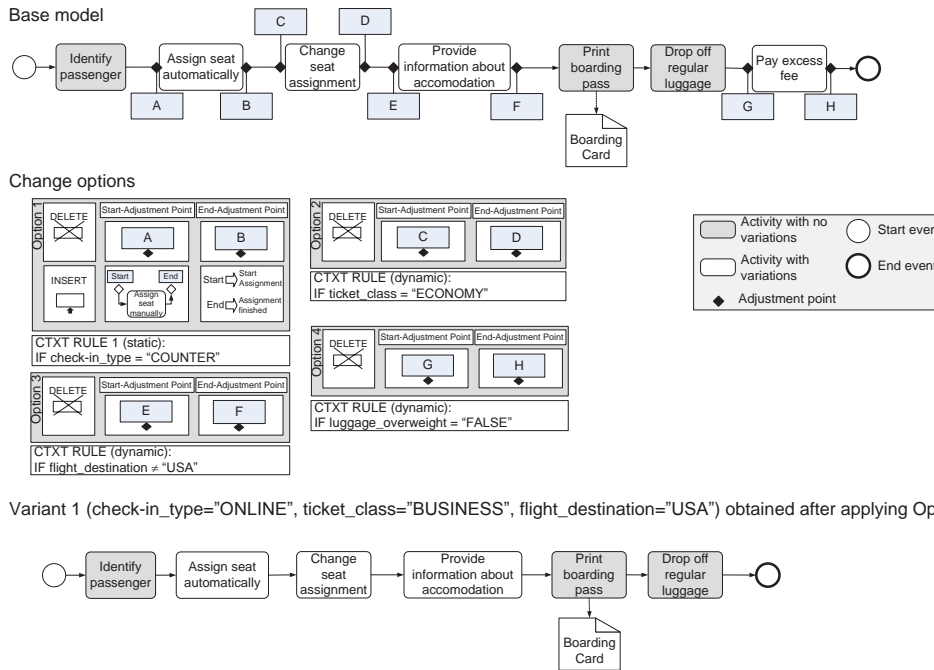 Base model
C
D
Identify
passenger
Assign seat
automatically
Change
seat
assignment
Provide
information about
accomodation
Print
boarding
pass
Drop off
regular
luggage
Pay excess
fee
A
B
E
F
G
H
Boarding
Card
Change options
Option 1
DELETE
Start-Adjustment Point
End-Adjustment Point
A
B
INSERT
Start
End
Assign
seat
manually
Start
Start
Assignment
End
Assignment
finished
CTXT RULE 1 (static):
IF check-in_type = “COUNTER”
Option 2
DELETE
Start-Adjustment Point
End-Adjustment Point
C
D
CTXT RULE (dynamic):
IF ticket_class = “ECONOMY”
Option 3
DELETE
Start-Adjustment Point
End-Adjustment Point
E
F
CTXT RULE (dynamic):
IF flight_destination ≠ “USA”
Option 4
DELETE
Start-Adjustment Point
End-Adjustment Point
G
H
CTXT RULE (dynamic):
IF luggage_overweight = “FALSE”
Activity with no
variations
Start even
Activity with
variations
End event
Adjustment point
Variant 1 (check-in_type=”ONLINE”, ticket_class=”BUSINESS”, flight_destination=”USA”) obtained after applying Op
Identify
passenger
Assign seat
automatically
Change
seat
assignment
Provide
information about
accomodation
Print
boarding
pass
Drop off
regular
luggage
Boarding
Card